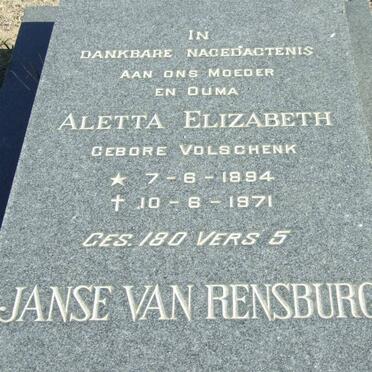 IN
DANKBARE NAGEDAGTENIS
AAN ONS MOEDER
EN OUMA
ALETTA ELIZABETH
GEBORE VOLSCHENK
★ 7-6-1894
✝ 10-6-1971
GES. 180 VERS 5
JANSE VAN RENSBURG